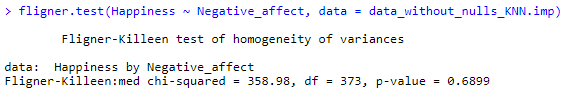 > fligner.test(Happiness ~ Negative_affect, data = data_without_nulls_KNN.imp)
Fligner-Killeen test of homogeneity of variances
data:  Happiness by Negative_affect
Fligner-Killeen:med chi-squared = 358.98, df = 373, p-value = 0.6899